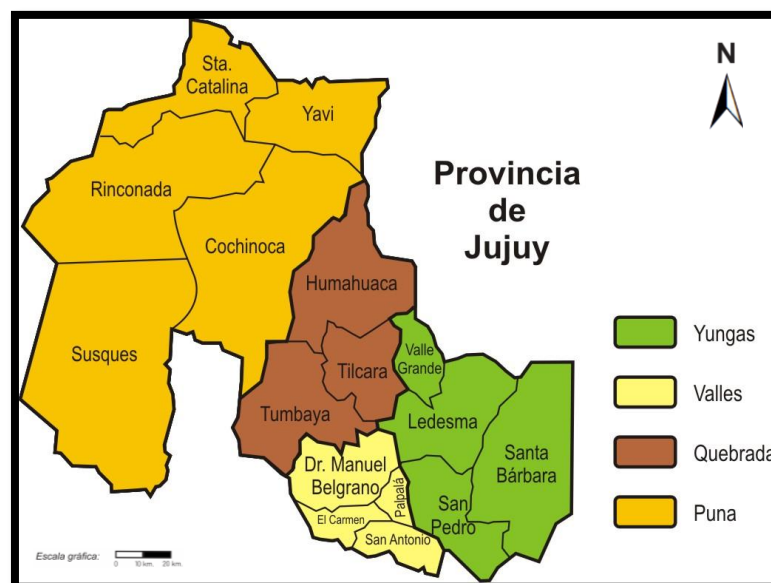 N
Provincia
de
Jujuy
Sta.
Catalina
Yavi
Rinconada
Cochinoca
Humahuaca
Susques
Tilcara
Valle
Grande
Tumbaya
Ledesma
Santa
Bárbara
Dr. Manuel
Belgrano
Palpalá
San
Pedro
El Carmen
San Antonio
Yungas
Valles
Quebrada
Puna
Escala gráfica:
0 10 km. 20 km.